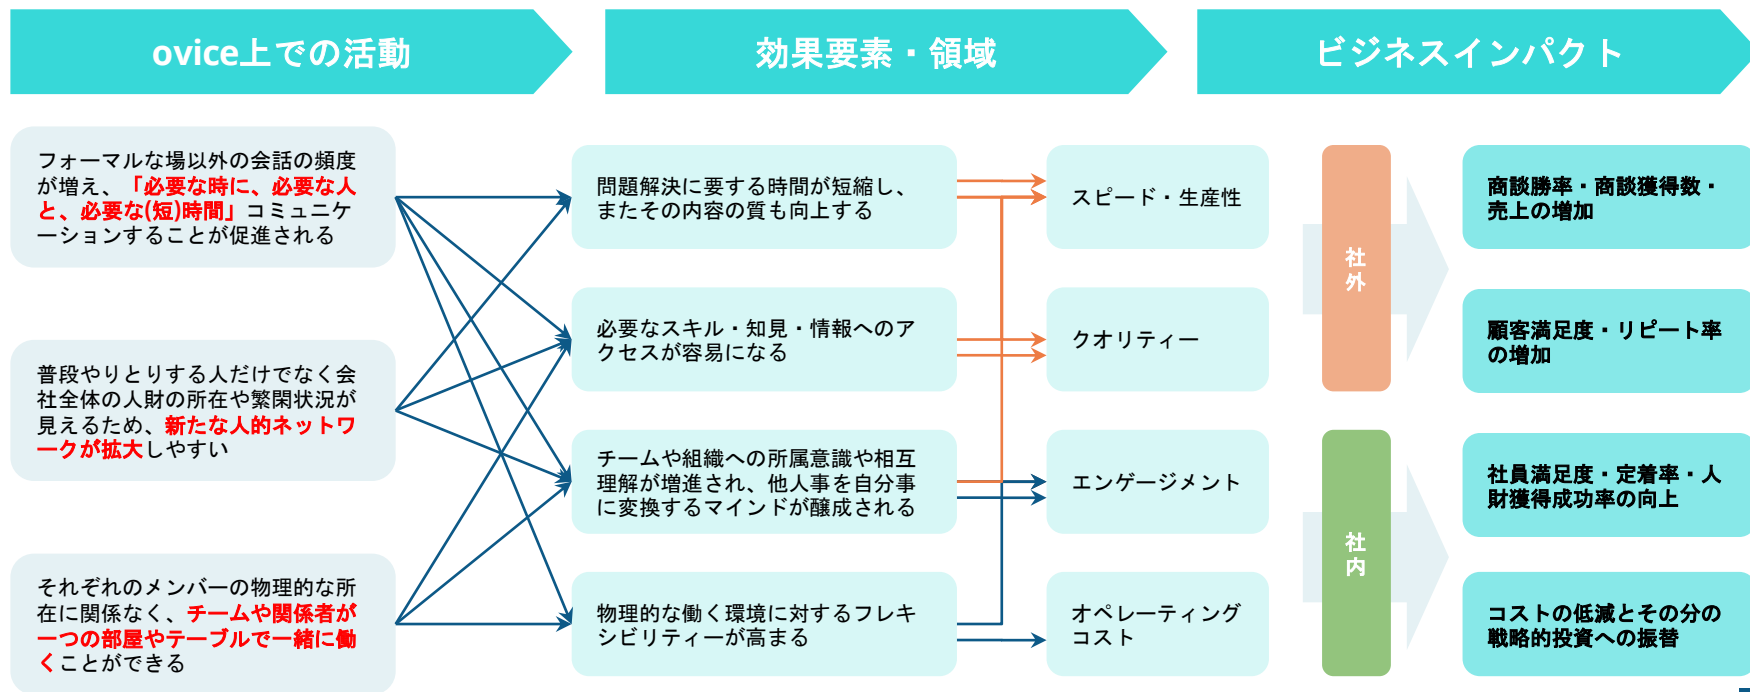 ovice上での活動
効果要素・領域
ビジネスインパクト
フォーマルな場以外の会話の頻度
が増え、「必要な時に、必要な人
と、必要な(短)時間」コミュニケ
ーションすることが促進される
普段やりとりする人だけでなく会
社全体の人財の所在や繁閑状況が
見えるため、新たな人的ネットワ
ークが拡大しやすい
それぞれのメンバーの物理的な所
在に関係なく、チームや関係者が
一つの部屋やテーブルで一緒に働
くことができる
問題解決に要する時間が短縮し、
またその内容の質も向上する
必要なスキル・知見・情報へのア
クセスが容易になる
チームや組織への所属意識や相互
理解が増進され、他人事を自分事
に変換するマインドが醸成される
物理的な働く環境に対するフレキ
シビリティーが高まる
スピード・生産性
クオリティー
エンゲージメント
オペレーティング
コスト
社
外
社
内
商談勝率・商談獲得数・
売上の増加
顧客満足度・リピート率
の増加
社員満足度・定着率・人
財獲得成功率の向上
コストの低減とその分の
戦略的投資への振替